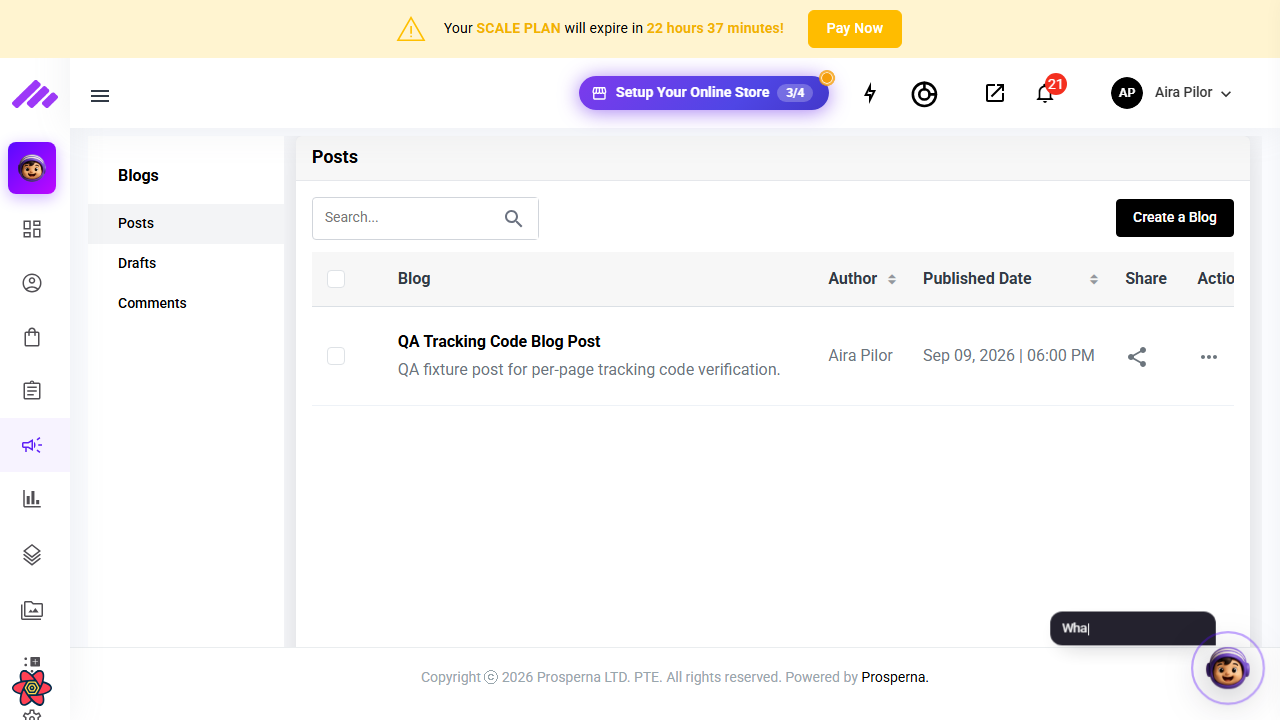 Your SCALE PLAN will expire in 22 hours 37 minutes!
Pay Now
Setup Your Online Store 3/4
21
AP
Aira Pilor
Blogs
Posts
Drafts
Comments
Posts
Search...
Create a Blog
Blog Author Published Date Share Actio
QA Tracking Code Blog Post
QA fixture post for per-page tracking code verification.
Aira Pilor
Sep 09, 2026 | 06:00 PM
Wha
Copyright © 2026 Prosperna LTD. PTE. All rights reserved. Powered by Prosperna.